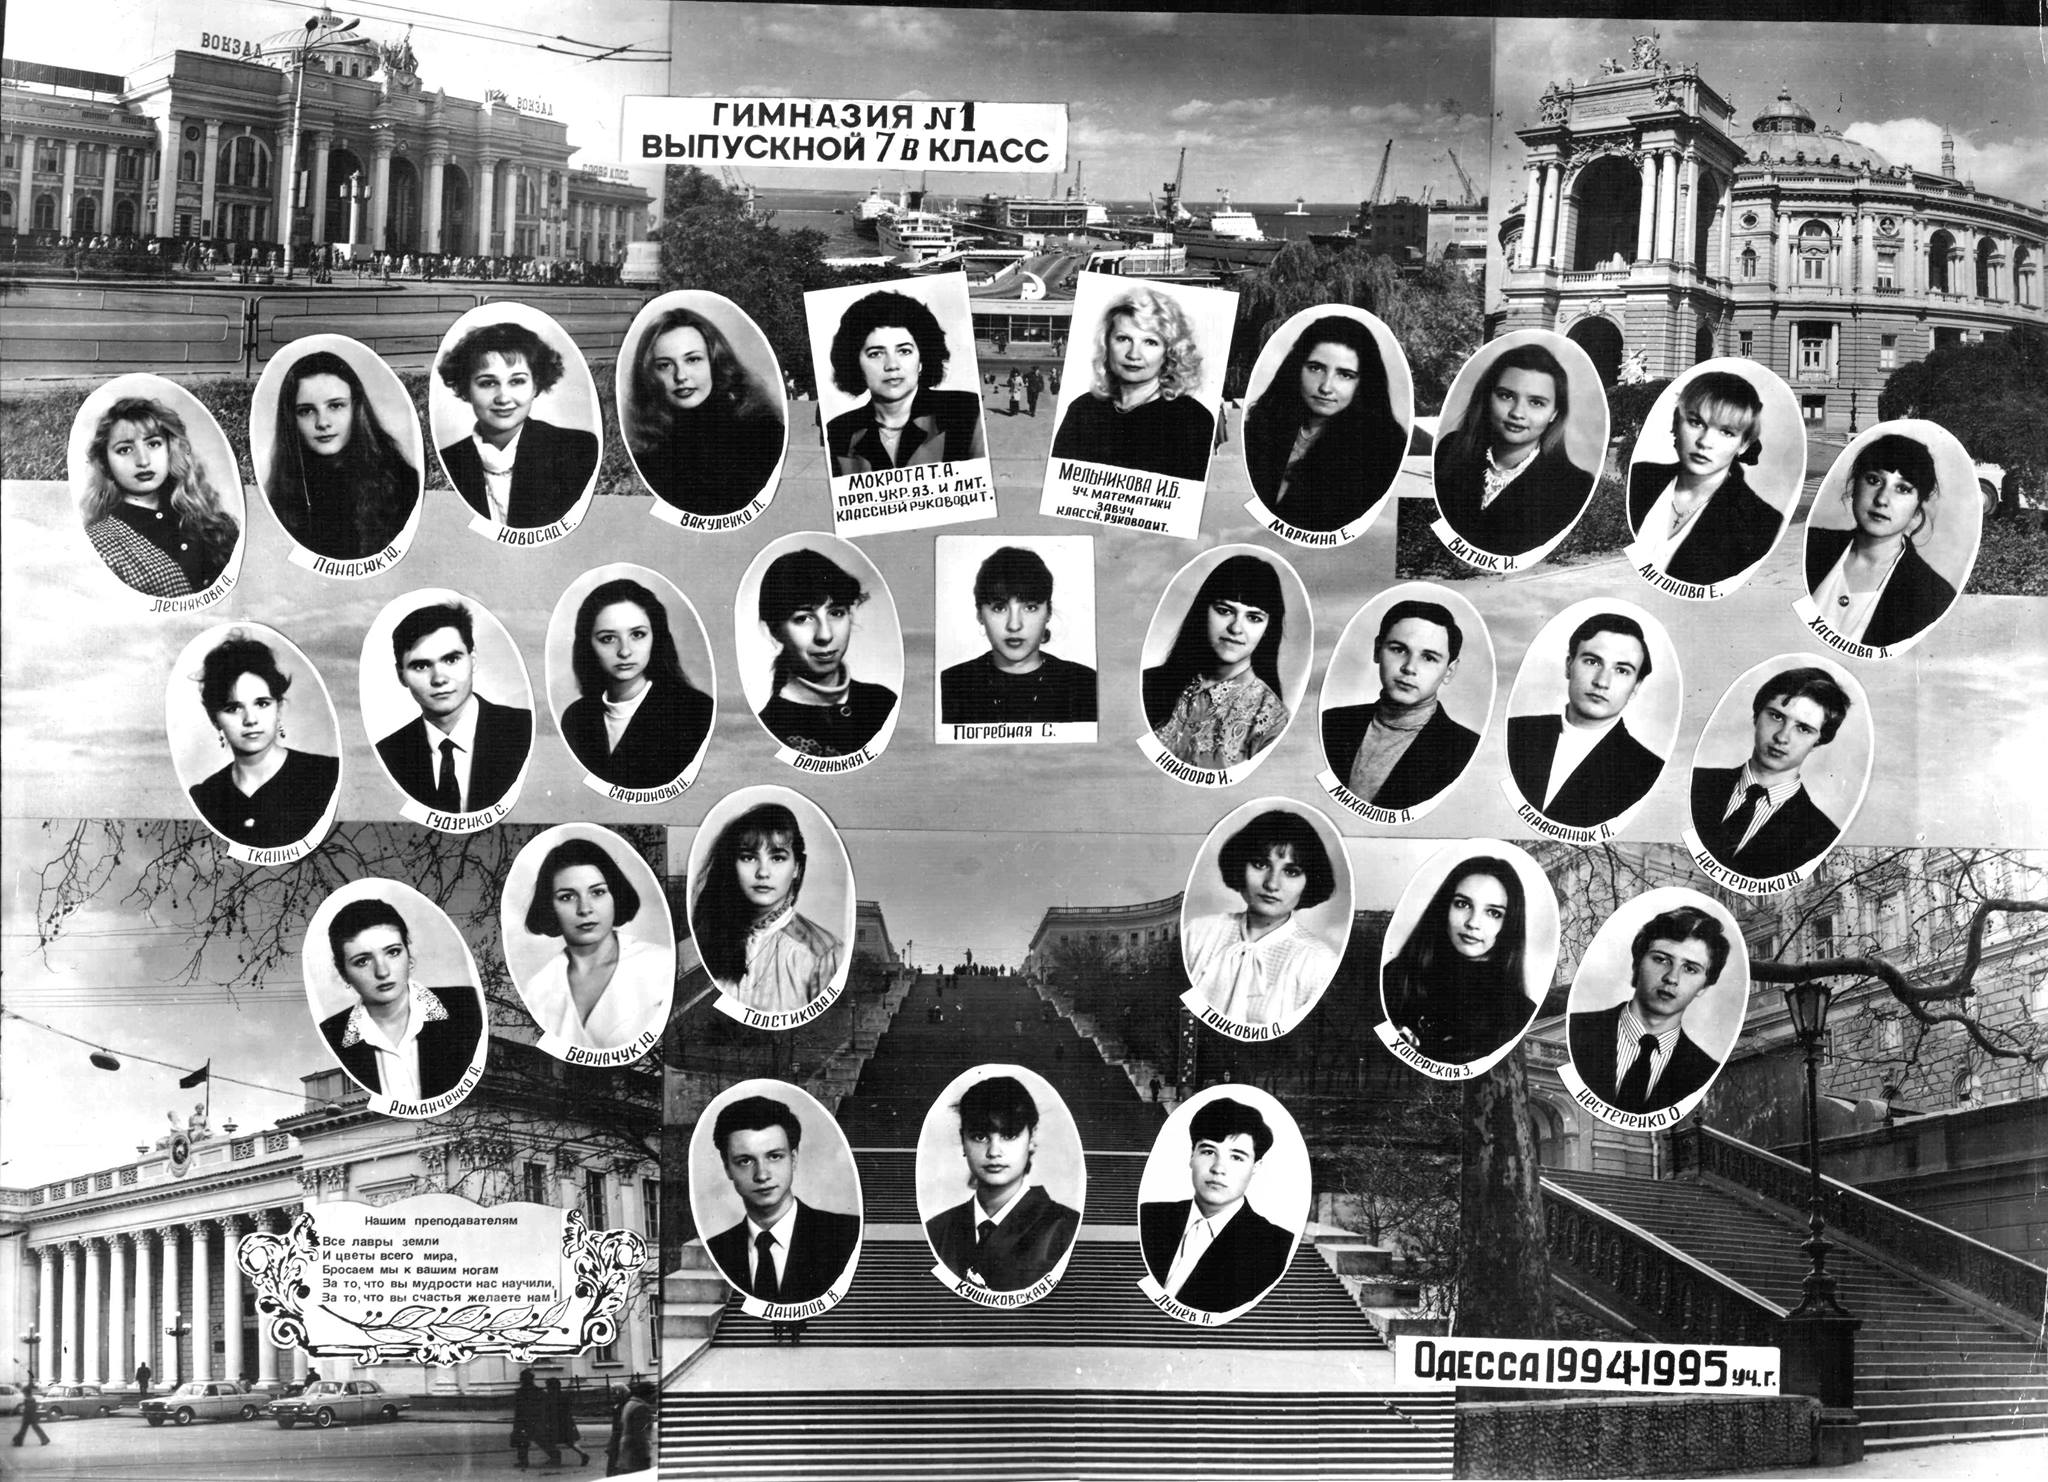 ВОКЗАЛ
ВОКЗАЛ
ГИМНАЗИЯ №1
ВЫПУСКНОЙ 7В КЛАСС
Леснякова А.
Панасюк Ю.
Новосад Е.
Вакуленко Д.
Мокрота Т.А.
преп. укр. яз. и лит.
классный руководит.
Мельникова И.Б.
уч. математики
завуч
классн. руководит.
Маркина Е.
Витюк И.
Антонова Е.
Хасанова Л.
Ткалич Е.
Гудзенко С.
Сафронова Н.
Беленькая Е.
Погребная С.
Найдорф И.
Михайлов А.
Сарафанюк А.
Нестеренко Ю.
Романченко А.
Берначук Ю.
Толстикова Л.
Тонковид А.
Хоперская З.
Нестеренко О.
Данилов В.
Кушниковская Е.
Лунёв А.
Нашим преподавателям
Все лавры земли
И цветы всего мира,
Бросаем мы к вашим ногам
За то, что вы мудрости нас научили,
За то, что вы счастья желаете нам!
Одесса 1994-1995 уч. г.